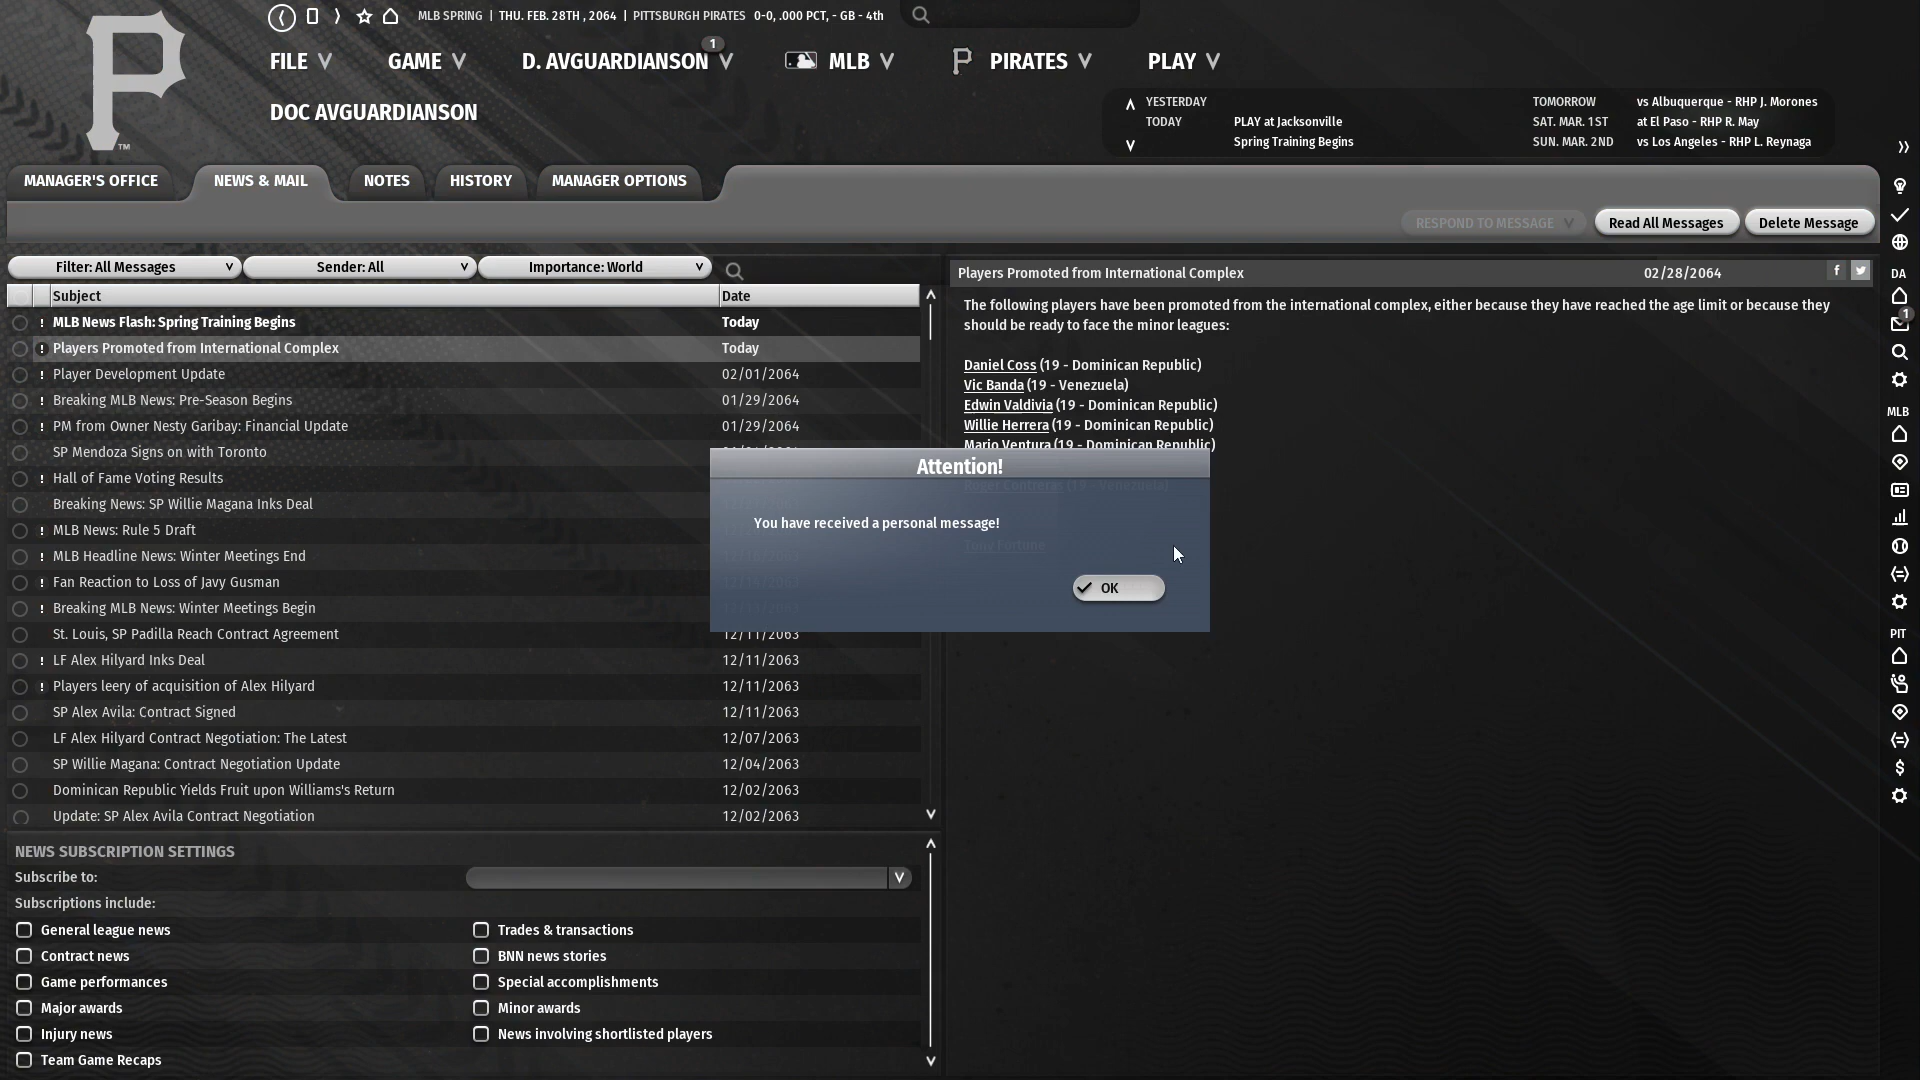 MLB SPRING | THU. FEB. 28TH , 2064 | PITTSBURGH PIRATES 0-0, .000 PCT, - GB - 4th
FILE GAME D. AVGUARDIANSON 1 MLB PIRATES PLAY
P
TM
DOC AVGUARDIANSON
YESTERDAY
TODAY PLAY at Jacksonville
Spring Training Begins
TOMORROW vs Albuquerque - RHP J. Morones
SAT. MAR. 1ST at El Paso - RHP R. May
SUN. MAR. 2ND vs Los Angeles - RHP L. Reynaga
MANAGER'S OFFICE NEWS & MAIL NOTES HISTORY MANAGER OPTIONS
RESPOND TO MESSAGE Read All Messages Delete Message
Filter: All Messages Sender: All Importance: World
Subject Date
! MLB News Flash: Spring Training Begins Today
! Players Promoted from International Complex Today
! Player Development Update 02/01/2064
! Breaking MLB News: Pre-Season Begins 01/29/2064
! PM from Owner Nesty Garibay: Financial Update 01/29/2064
SP Mendoza Signs on with Toronto
! Hall of Fame Voting Results
Breaking News: SP Willie Magana Inks Deal
! MLB News: Rule 5 Draft
! MLB Headline News: Winter Meetings End
! Fan Reaction to Loss of Javy Gusman
! Breaking MLB News: Winter Meetings Begin
St. Louis, SP Padilla Reach Contract Agreement 12/11/2063
! LF Alex Hilyard Inks Deal 12/11/2063
! Players leery of acquisition of Alex Hilyard 12/11/2063
SP Alex Avila: Contract Signed 12/11/2063
LF Alex Hilyard Contract Negotiation: The Latest 12/07/2063
SP Willie Magana: Contract Negotiation Update 12/04/2063
Dominican Republic Yields Fruit upon Williams's Return 12/02/2063
Update: SP Alex Avila Contract Negotiation 12/02/2063
Players Promoted from International Complex 02/28/2064
The following players have been promoted from the international complex, either because they have reached the age limit or because they
should be ready to face the minor leagues:
Daniel Coss (19 - Dominican Republic)
Vic Banda (19 - Venezuela)
Edwin Valdivia (19 - Dominican Republic)
Willie Herrera (19 - Dominican Republic)
Mario Ventura (19 - Dominican Republic)
Attention!
Roger Contreras (19 - Venezuela)
You have received a personal message!
Tony Fortune
OK
NEWS SUBSCRIPTION SETTINGS
Subscribe to:
Subscriptions include:
General league news Trades & transactions
Contract news BNN news stories
Game performances Special accomplishments
Major awards Minor awards
Injury news News involving shortlisted players
Team Game Recaps
DA
1
MLB
PIT
$